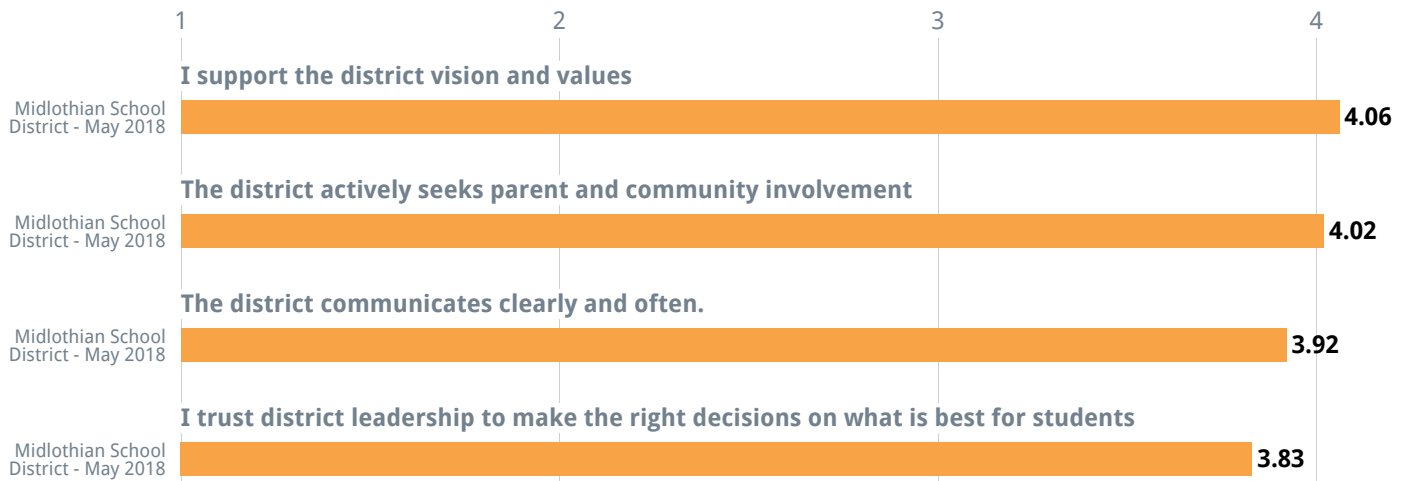 1 2 3 4
I support the district vision and values
Midlothian School
District - May 2018
4.06
The district actively seeks parent and community involvement
Midlothian School
District - May 2018
4.02
The district communicates clearly and often.
Midlothian School
District - May 2018
3.92
I trust district leadership to make the right decisions on what is best for students
Midlothian School
District - May 2018
3.83